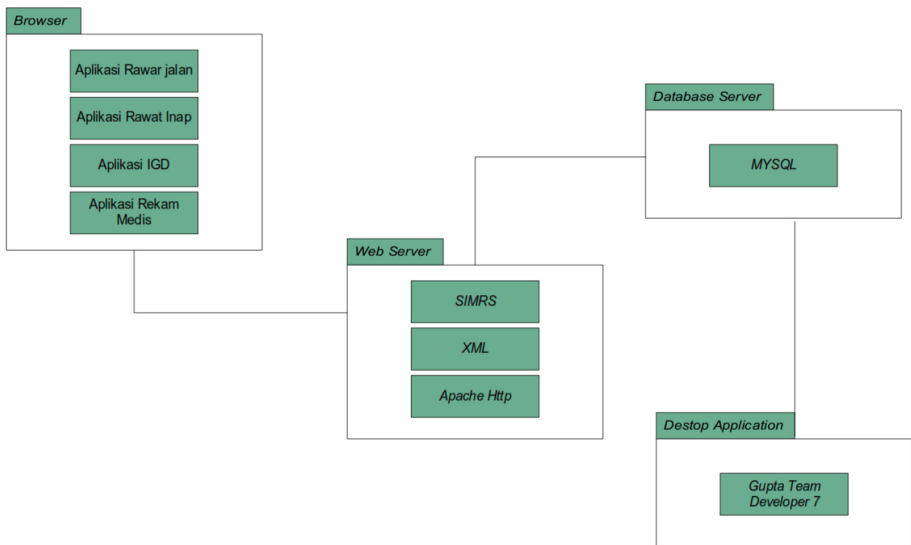 Browser
Aplikasi Rawar jalan
Aplikasi Rawat Inap
Aplikasi IGD
Aplikasi Rekam
Medis
Web Server
SIMRS
XML
Apache Http
Database Server
MYSQL
Destop Application
Gupta Team
Developer 7